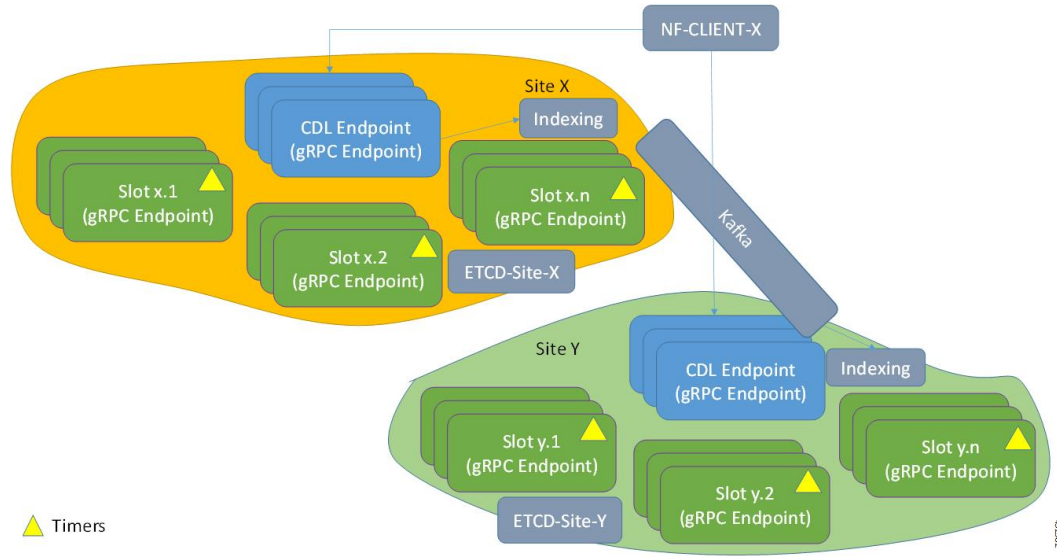 NF-CLIENT-X
Site X
CDL Endpoint
(gRPC Endpoint)
Indexing
Slot x.1
(gRPC Endpoint)
Slot x.n
(gRPC Endpoint)
Slot x.2
(gRPC Endpoint)
ETCD-Site-X
Kafka
Site Y
CDL Endpoint
(gRPC Endpoint)
Indexing
Slot y.1
(gRPC Endpoint)
Slot y.n
(gRPC Endpoint)
Slot y.2
(gRPC Endpoint)
ETCD-Site-Y
Timers